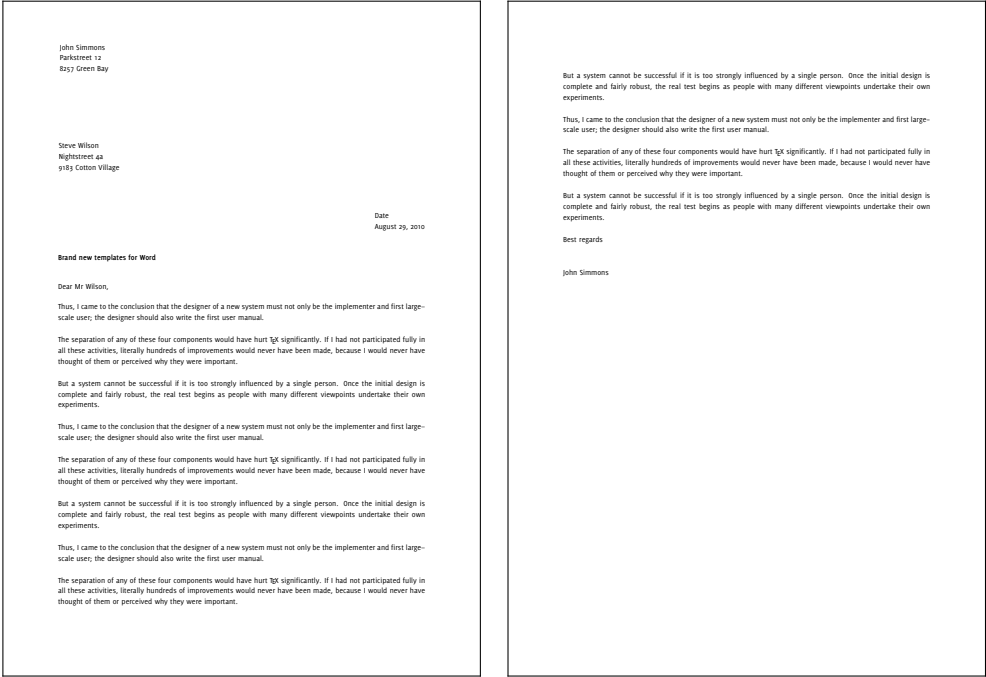 John Simmons
Parkstreet 12
8257 Green Bay
Steve Wilson
Nightstreet 4a
9183 Cotton Village
Date
August 29, 2010
Brand new templates for Word
Dear Mr Wilson,
Thus, I came to the conclusion that the designer of a new system must not only be the implementer and first large-
scale user; the designer should also write the first user manual.
The separation of any of these four components would have hurt TEX significantly. If I had not participated fully in
all these activities, literally hundreds of improvements would never have been made, because I would never have
thought of them or perceived why they were important.
But a system cannot be successful if it is too strongly influenced by a single person. Once the initial design is
complete and fairly robust, the real test begins as people with many different viewpoints undertake their own
experiments.
Thus, I came to the conclusion that the designer of a new system must not only be the implementer and first large-
scale user; the designer should also write the first user manual.
The separation of any of these four components would have hurt TEX significantly. If I had not participated fully in
all these activities, literally hundreds of improvements would never have been made, because I would never have
thought of them or perceived why they were important.
But a system cannot be successful if it is too strongly influenced by a single person. Once the initial design is
complete and fairly robust, the real test begins as people with many different viewpoints undertake their own
experiments.
Thus, I came to the conclusion that the designer of a new system must not only be the implementer and first large-
scale user; the designer should also write the first user manual.
The separation of any of these four components would have hurt TEX significantly. If I had not participated fully in
all these activities, literally hundreds of improvements would never have been made, because I would never have
thought of them or perceived why they were important.
But a system cannot be successful if it is too strongly influenced by a single person. Once the initial design is
complete and fairly robust, the real test begins as people with many different viewpoints undertake their own
experiments.
Thus, I came to the conclusion that the designer of a new system must not only be the implementer and first large-
scale user; the designer should also write the first user manual.
The separation of any of these four components would have hurt TEX significantly. If I had not participated fully in
all these activities, literally hundreds of improvements would never have been made, because I would never have
thought of them or perceived why they were important.
But a system cannot be successful if it is too strongly influenced by a single person. Once the initial design is
complete and fairly robust, the real test begins as people with many different viewpoints undertake their own
experiments.
Best regards
John Simmons